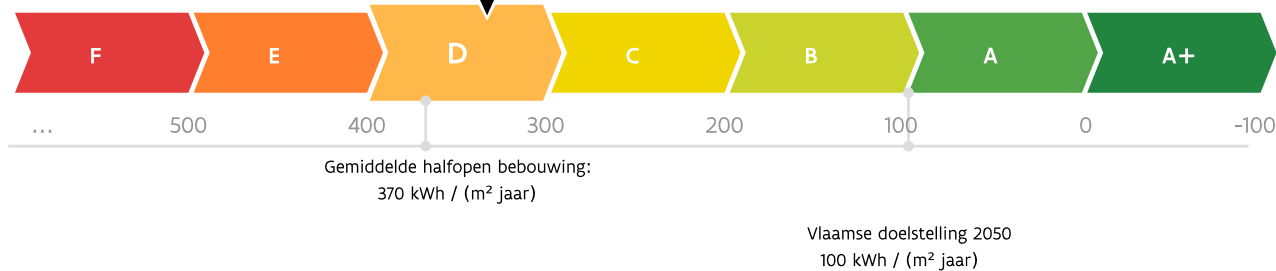 F E D C B A A+
... 500 400 300 200 100 0 -100
Gemiddelde halfopen bebouwing:
370 kWh / (m² jaar)
Vlaamse doelstelling 2050
100 kWh / (m² jaar)